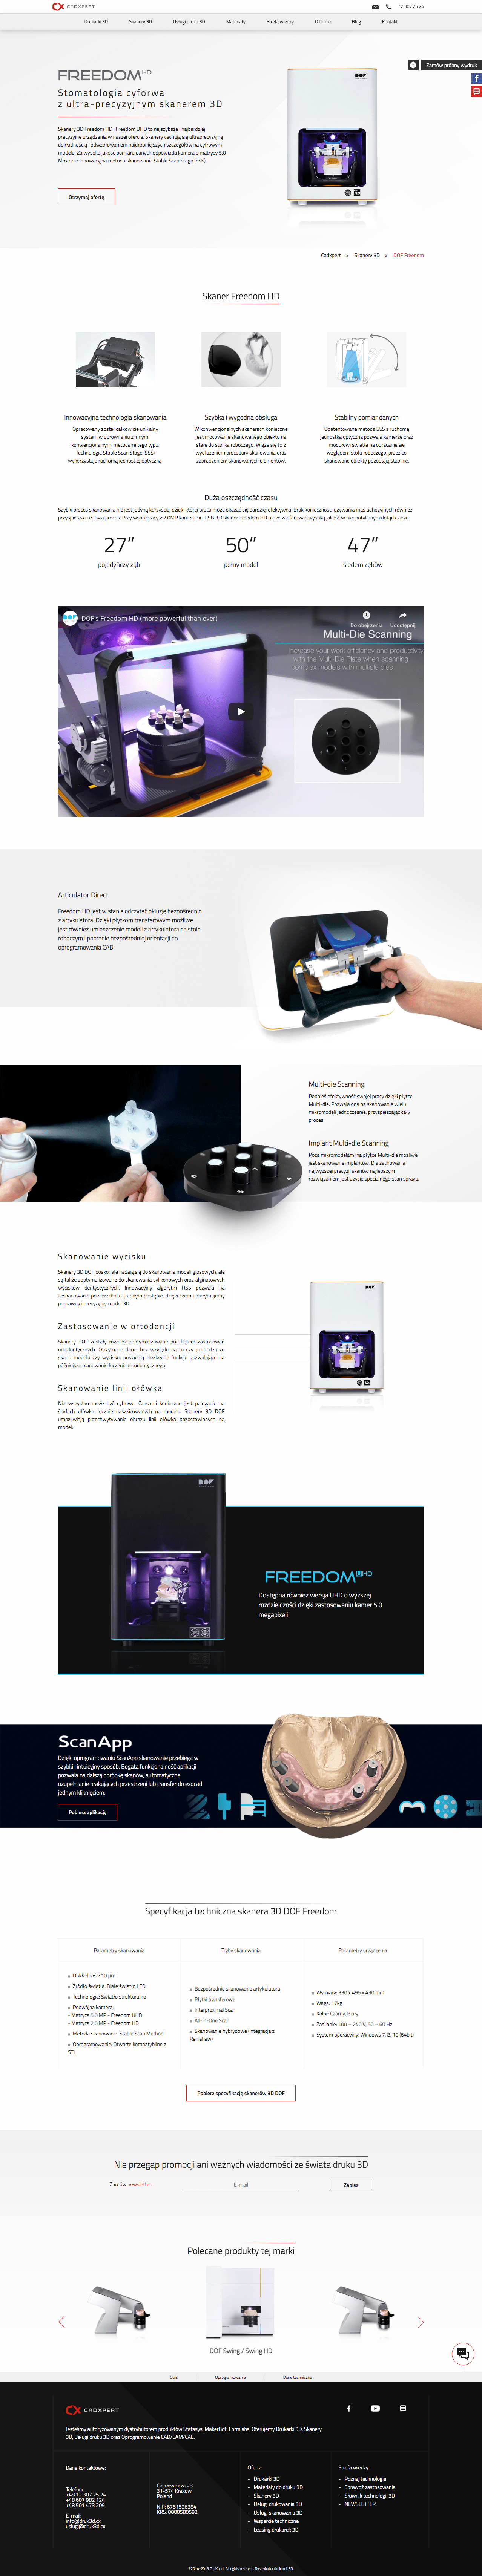 CADXPERT
12 307 25 24
Drukarki 3D
Skanery 3D
Usługi druku 3D
Materiały
Strefa wiedzy
O firmie
Blog
Kontakt
Zamów próbny wydruk
FREEDOM HD
Stomatologia cyforwa
z ultra-precyzyjnym skanerem 3D
Skanery 3D Freedom HD i Freedom UHD to najszybsze i najbardziej
precyzyjne urządzenia w naszej ofercie. Skanery cechują się ultraprecyzyjną
dokładnością i odwzorowaniem najdrobniejszych szczegółów na cyfrowym
modelu. Za wysoką jakość pomiaru danych odpowiada kamera o matrycy 5.0
Mpx oraz innowacyjna metoda skanowania Stable Scan Stage (SSS).
Otrzymaj ofertę
DOF
Cadxpert » Skanery 3D » DOF Freedom
Skaner Freedom HD
Innowacyjna technologia skanowania
Opracowany został całkowicie unikalny
system w porównaniu z innymi
konwencjonalnymi metodami tego typu.
Technologia Stable Scan Stage (SSS)
wykorzystuje ruchomą jednostkę optyczną.
Szybka i wygodna obsługa
W konwencjonalnych skanerach konieczne
jest mocowanie skanowanego obiektu na
stałe do stolika roboczego. Wiąże się to z
wydłużeniem procedury skanowania oraz
zabrudzeniem skanowanych elementów.
Stabilny pomiar danych
Opatentowana metoda SSS z ruchomą
jednostką optyczną pozwala kamerze oraz
modułowi światła na obracanie się
względem stołu roboczego, przez co
skanowane obiekty pozostają stabilne.
Duża oszczędność czasu
Szybki proces skanowania nie jest jedyną korzyścią, dzięki której praca może okazać się bardziej efektywna. Brak konieczności używania mas adhezyjnych również
przyspiesza i ułatwia proces. Przy współpracy z 2.0MP kamerami i USB 3.0 skaner Freedom HD może zaoferować wysoką jakość w niespotykanym dotąd czasie.
27”
pojedyńczy ząb
50”
pełny model
47”
siedem zębów
DOF
DOF's Freedom HD (more powerful than ever)
Do obejrzenia
Udostępnij
Multi-Die Scanning
Increase your work efficiency and productivity
with the Multi-Die Plate when scanning
complex models with multiple dies
Articulator Direct
Freedom HD jest w stanie odczytać okluzję bezpośrednio
z artykulatora. Dzięki płytkom transferowym możliwe
jest również umieszczenie modeli z artykulatora na stole
roboczym i pobranie bezpośredniej orientacji do
oprogramowania CAD.
Multi-die Scanning
Podnieś efektywność swojej pracy dzięki płytce
Multi-die. Pozwala ona na skanowanie wielu
mikromodeli jednocześnie, przyspieszając cały
proces.
Implant Multi-die Scanning
Poza mikromodelami na płytce Multi-die możliwe
jest skanowanie implantów. Dla zachowania
najwyższej precyzji skanów najlepszym
rozwiązaniem jest użycie specjalnego scan sprayu.
Skanowanie wycisku
Skanery 3D DOF doskonale nadają się do skanowania modeli gipsowych, ale
są także zoptymalizowane do skanowania sylikonowych oraz alginatowych
wycisków dentystycznych. Innowacyjny algorytm HSS pozwala na
zeskanowanie powierzchni o trudnym dostępie, dzięki czemu otrzymujemy
poprawny i precyzyjny model 3D.
Zastosowanie w ortodoncji
Skanery DOF zostały również zoptymalizowane pod kątem zastosowań
ortodontycznych. Otrzymane dane, bez względu na to czy pochodzą ze
skanu modelu czy wycisku, posiadają niezbędne funkcje pozwalające na
późniejsze planowanie leczenia ortodontycznego.
Skanowanie linii ołówka
Nie wszystko może być cyfrowe. Czasami konieczne jest poleganie na
śladach ołówka ręcznie naszkicowanych na modelu. Skanery 3D DOF
umożliwiają przechwytywanie obrazu linii ołówka pozostawionych na
modelu.
DOF
DOF
FREEDOM UHD
Dostępna również wersja UHD o wyższej
rozdzielczości dzięki zastosowaniu kamer 5.0
megapixeli
ScanApp
Dzięki oprogramowaniu ScanApp skanowanie przebiega w
szybki i intuicyjny sposób. Bogata funkcjonalność aplikacji
pozwala na dalszą obróbkę skanów, automatyczne
uzupełnianie brakujących przestrzeni lub transfer do exocad
jednym kliknięciem.
Pobierz aplikację
Specyfikacja techniczna skanera 3D DOF Freedom
Parametry skanowania
Dokładność: 10 µm
Źródło światła: Białe światło LED
Technologia: Światło strukturalne
Podwójna kamera:
- Matryca 5.0 MP - Freedom UHD
- Matryca 2.0 MP - Freedom HD
Metoda skanowania: Stable Scan Method
Oprogramowanie: Otwarte kompatybilne z
STL
Tryby skanowania
Bezpośrednie skanowanie artykulatora
Płytki transferowe
Interproximal Scan
All-in-One Scan
Skanowanie hybrydowe (integracja z
Renishaw)
Parametry urządzenia
Wymiary: 330 x 495 x 430 mm
Waga: 17kg
Kolor: Czarny, Biały
Zasilanie: 100 – 240 V, 50 – 60 Hz
System operacyjny: Windows 7, 8, 10 (64bit)
Pobierz specyfikację skanerów 3D DOF
Nie przegap promocji ani ważnych wiadomości ze świata druku 3D
Zamów newsletter:
E-mail
Zapisz
Polecane produkty tej marki
DOF Swing / Swing HD
Opis
Oprogramowanie
Dane techniczne
CADXPERT
Jesteśmy autoryzowanym dystrybutorem produktów Statasys, MakerBot, Formlabs. Oferujemy Drukarki 3D, Skanery
3D, Usługi druku 3D oraz Oprogramowanie CAD/CAM/CAE.
Dane kontaktowe:
Telefon:
+48 12 307 25 24
+48 607 982 124
+48 501 473 209
E-mail:
info@druk3d.cx
uslugi@druk3d.cx
Ciepłownicza 23
31-574 Kraków
Poland
NIP: 6751526384
KRS: 0000580592
Oferta
- Drukarki 3D
- Materiały do druku 3D
- Skanery 3D
- Usługi drukowania 3D
- Usługi skanowania 3D
- Wsparcie techniczne
- Leasing drukarek 3D
Strefa wiedzy
- Poznaj technologie
- Sprawdź zastosowania
- Słownik technologii 3D
- NEWSLETTER
©2014-2019 CadXpert. All rights reserved. Dystrybutor drukarek 3D.